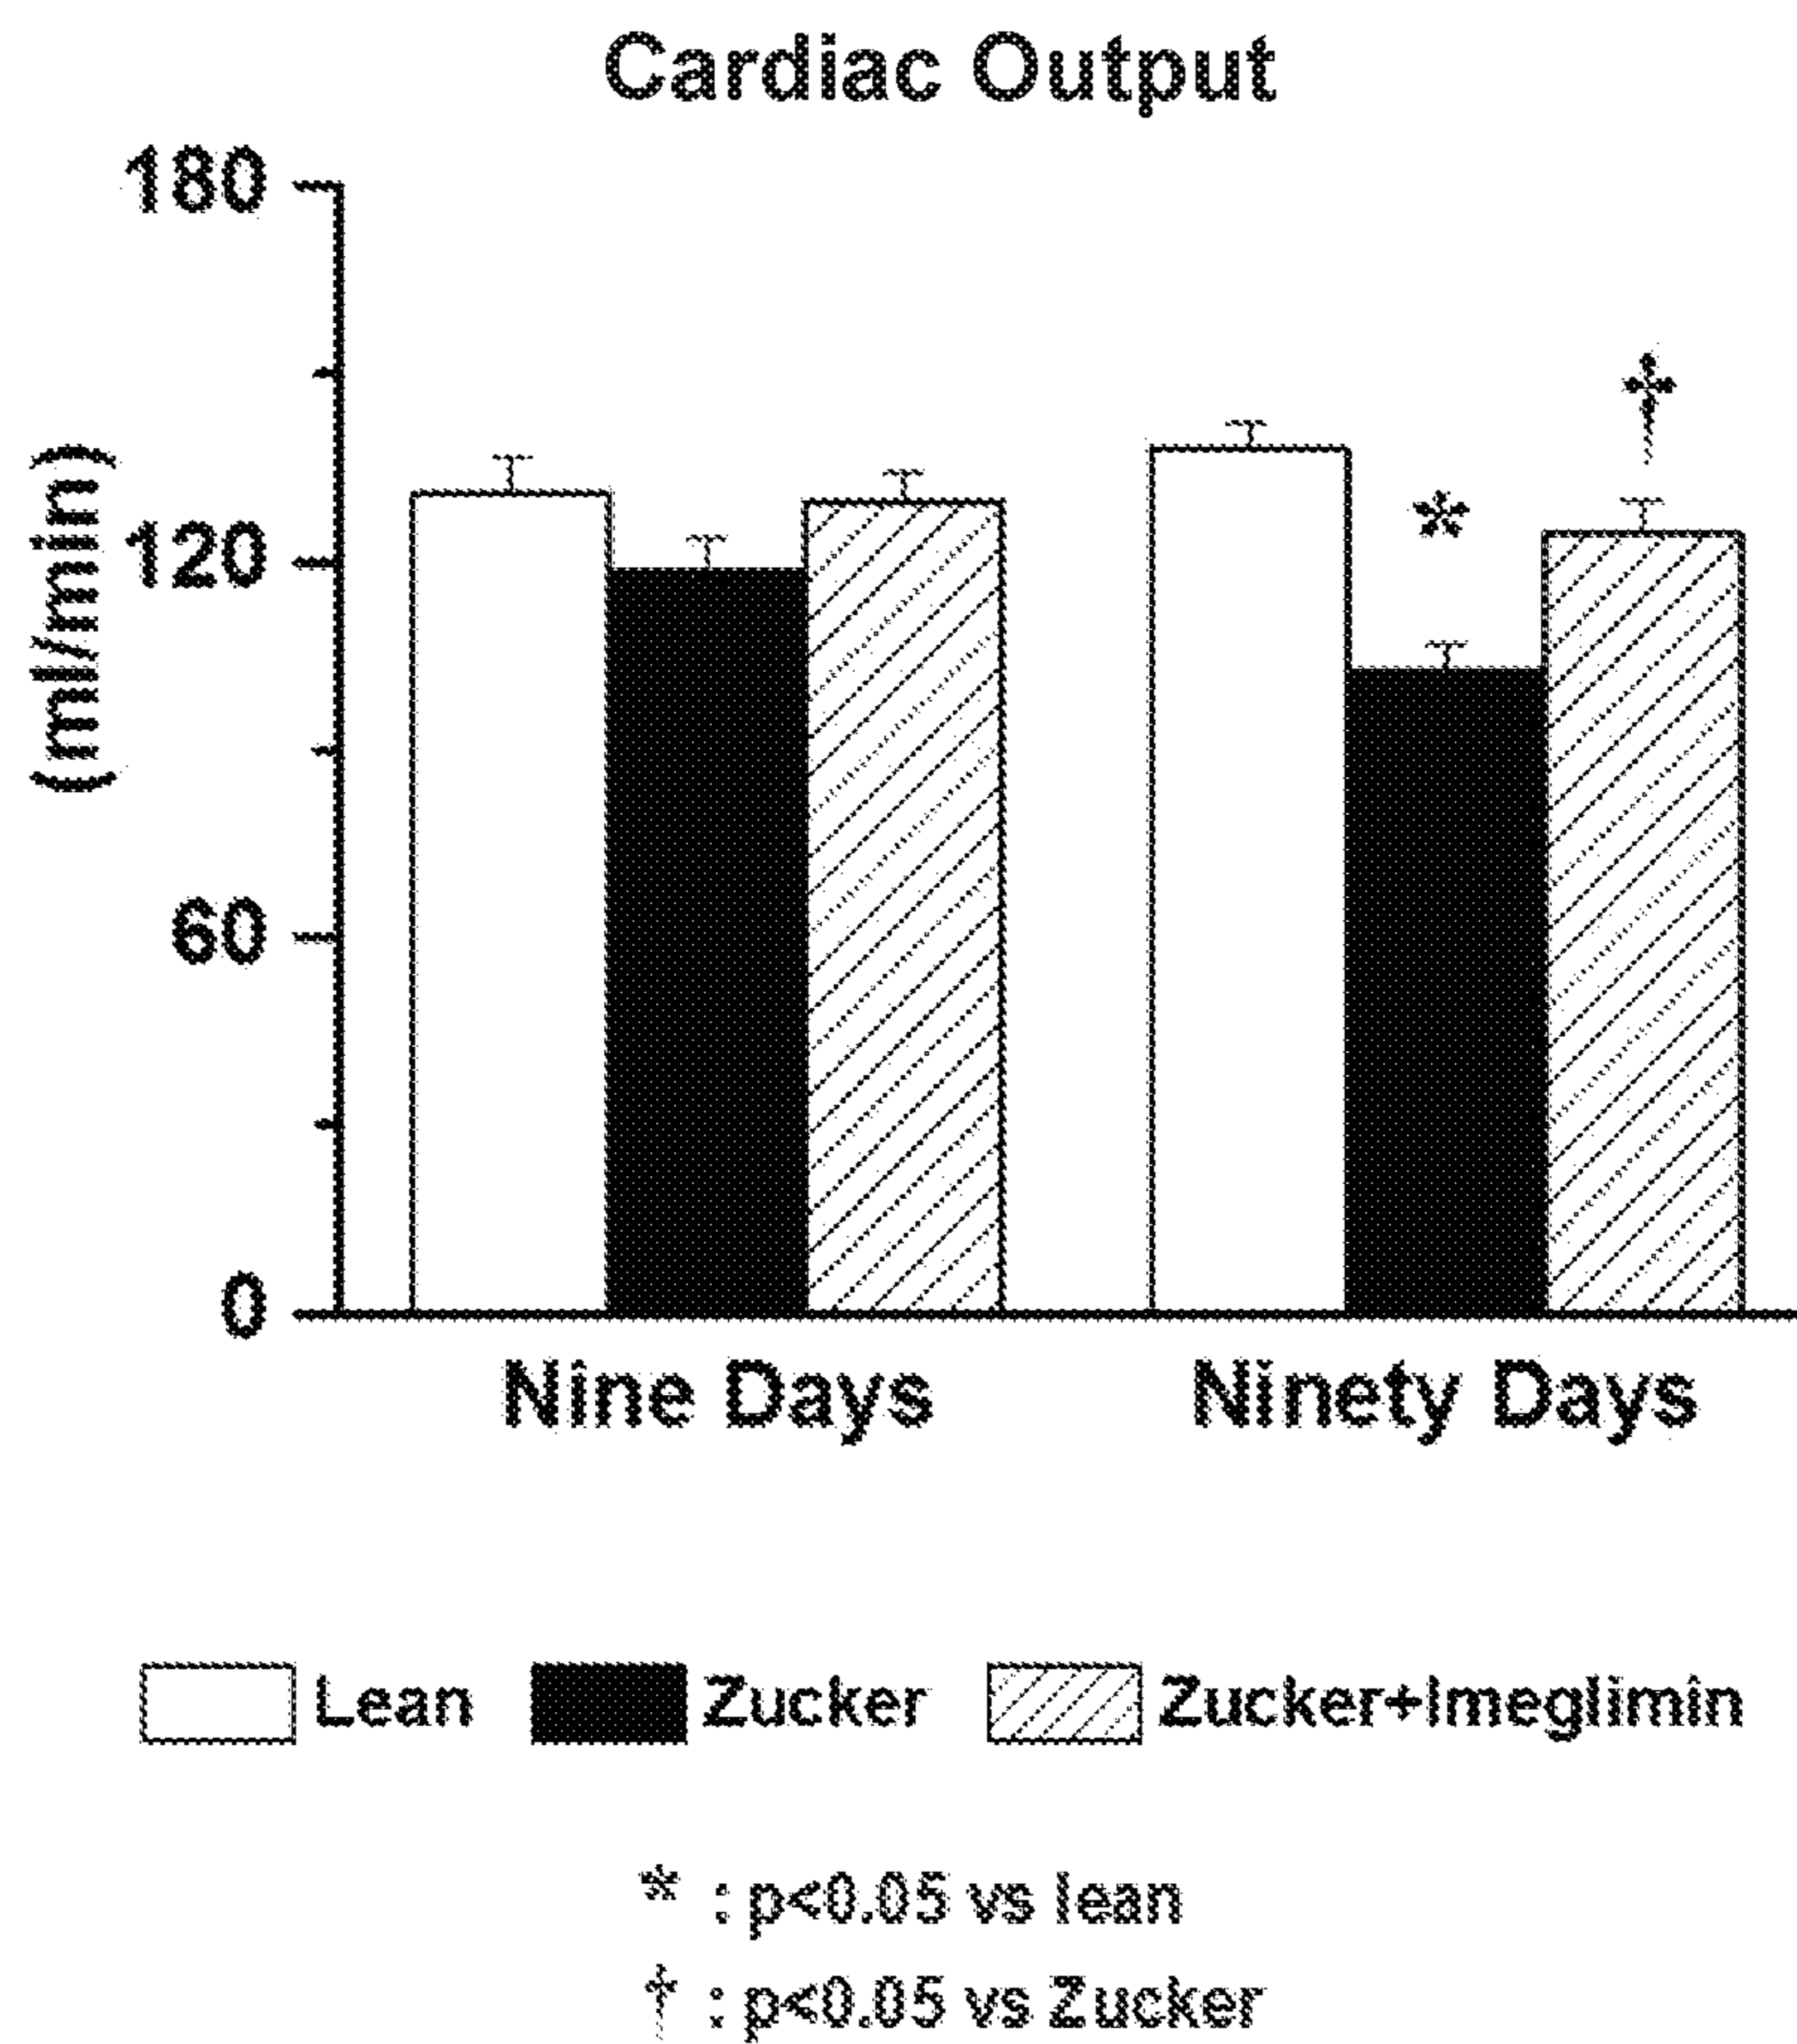 Cardiac Output
180
120
60
0
(ml/min)
Nine Days
Ninety Days
*
†
Lean
Zucker
Zucker+Imeglimin
* : p<0.05 vs lean
† : p<0.05 vs Zucker